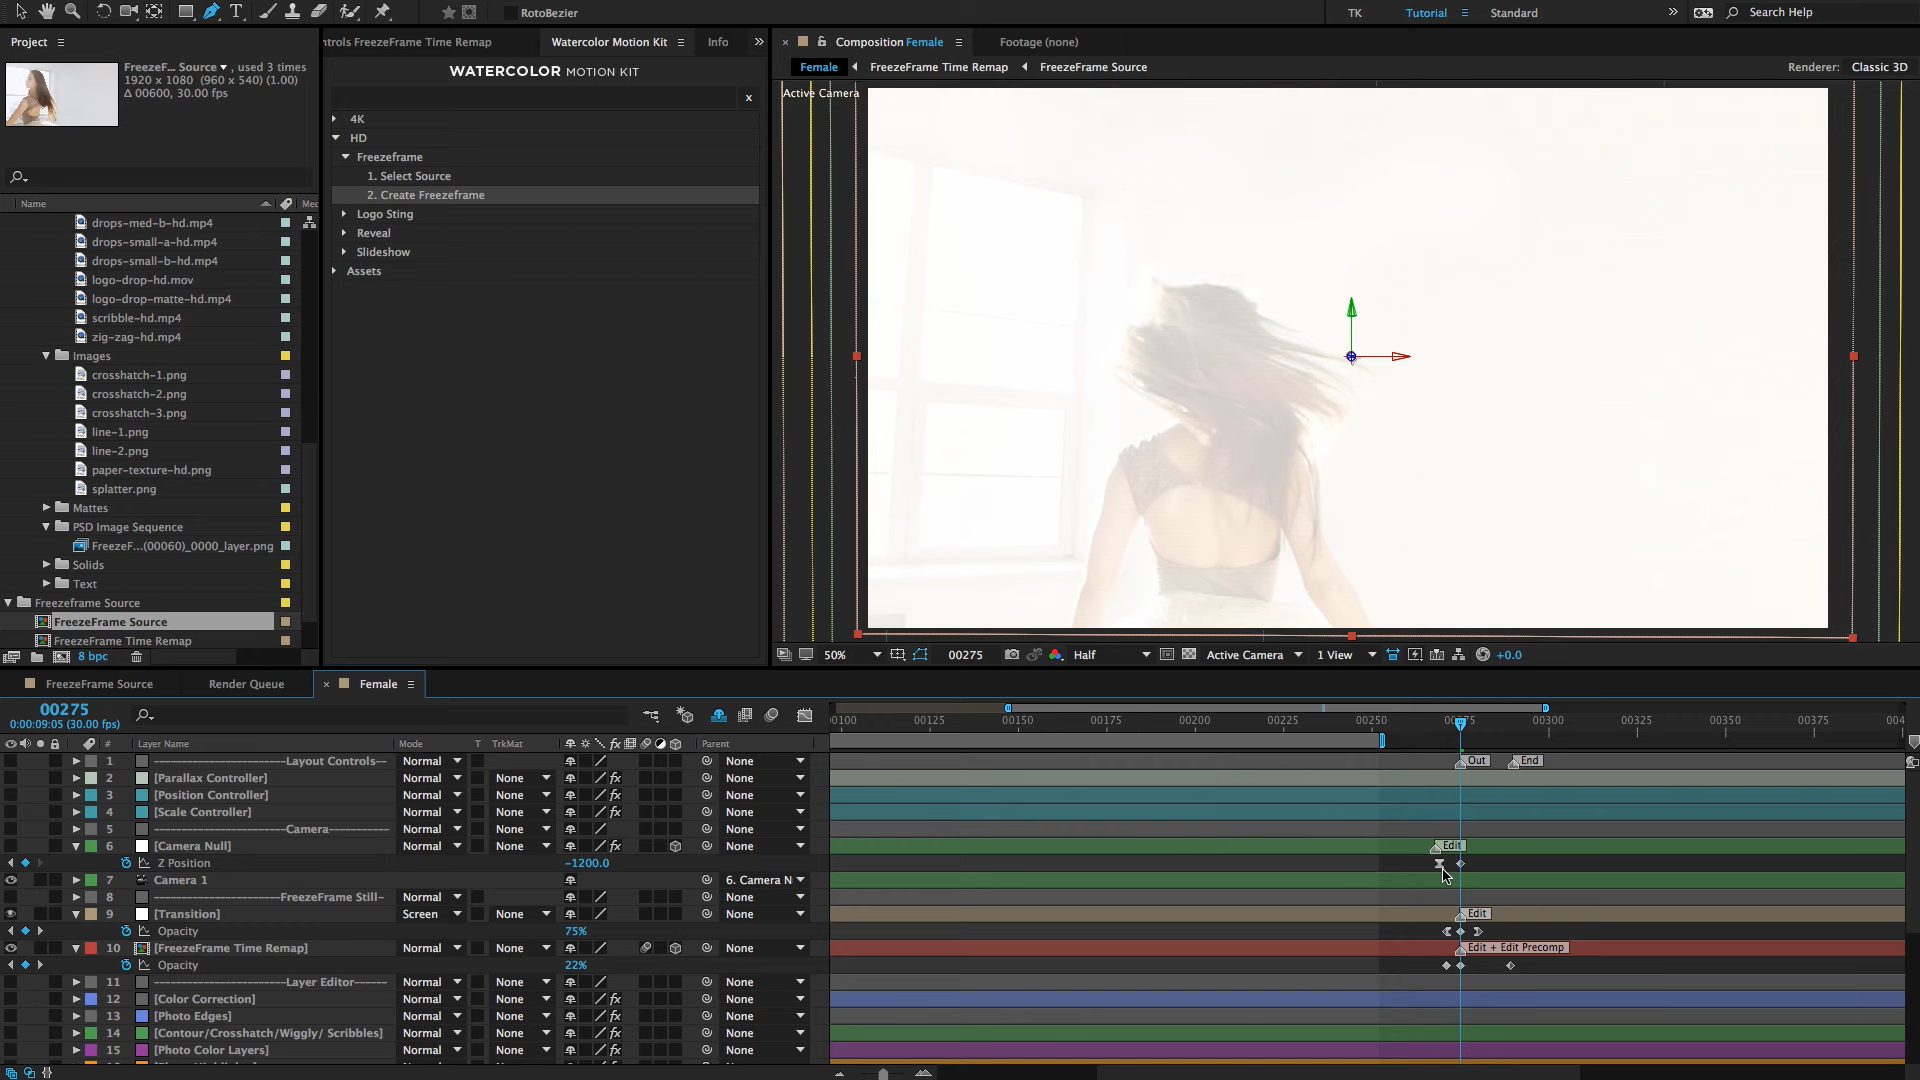 RotoBezier
TK
Tutorial
Standard
Search Help
Project
FreezeF... Source , used 3 times
1920 x 1080 (960 x 540) (1.00)
Δ 00600, 30.00 fps
Name
Med
drops-med-b-hd.mp4
drops-small-a-hd.mp4
drops-small-b-hd.mp4
logo-drop-hd.mov
logo-drop-matte-hd.mp4
scribble-hd.mp4
zig-zag-hd.mp4
Images
crosshatch-1.png
crosshatch-2.png
crosshatch-3.png
line-1.png
line-2.png
paper-texture-hd.png
splatter.png
Mattes
PSD Image Sequence
FreezeF...(00060)_0000_layer.png
Solids
Text
Freezeframe Source
FreezeFrame Source
FreezeFrame Time Remap
8 bpc
ntrols FreezeFrame Time Remap
Watercolor Motion Kit
Info
WATERCOLOR MOTION KIT
x
4K
HD
Freezeframe
1. Select Source
2. Create Freezeframe
Logo Sting
Reveal
Slideshow
Assets
Composition Female
Footage (none)
Female
FreezeFrame Time Remap
FreezeFrame Source
Renderer:
Classic 3D
Active Camera
50%
00275
Half
Active Camera
1 View
+0.0
FreezeFrame Source
Render Queue
Female
00275
0:00:09:05 (30.00 fps)
00100 00125 00150 00175 00200 00225 00250 00275 00300 00325 00350 00375 004
# Layer Name Mode T TrkMat fx Parent
1 -----------------------Layout Controls-- Normal None Out End
2 [Parallax Controller] Normal None fx None
3 [Position Controller] Normal None fx None
4 [Scale Controller] Normal None fx None
5 -----------------------Camera----------- Normal None
6 [Camera Null] Normal None Edit
Z Position -1200.0
7 Camera 1 6. Camera N
8 -----------------------FreezeFrame Still- Normal None
9 [Transition] Screen None None Edit
Opacity 75%
10 [FreezeFrame Time Remap] Normal None None Edit + Edit Precomp
Opacity 22%
11 -----------------------Layer Editor------ Normal None None
12 [Color Correction] Normal None fx None
13 [Photo Edges] Normal None fx None
14 [Contour/Crosshatch/Wiggly/ Scribbles] Normal None fx None
15 [Photo Color Layers] Normal None fx None